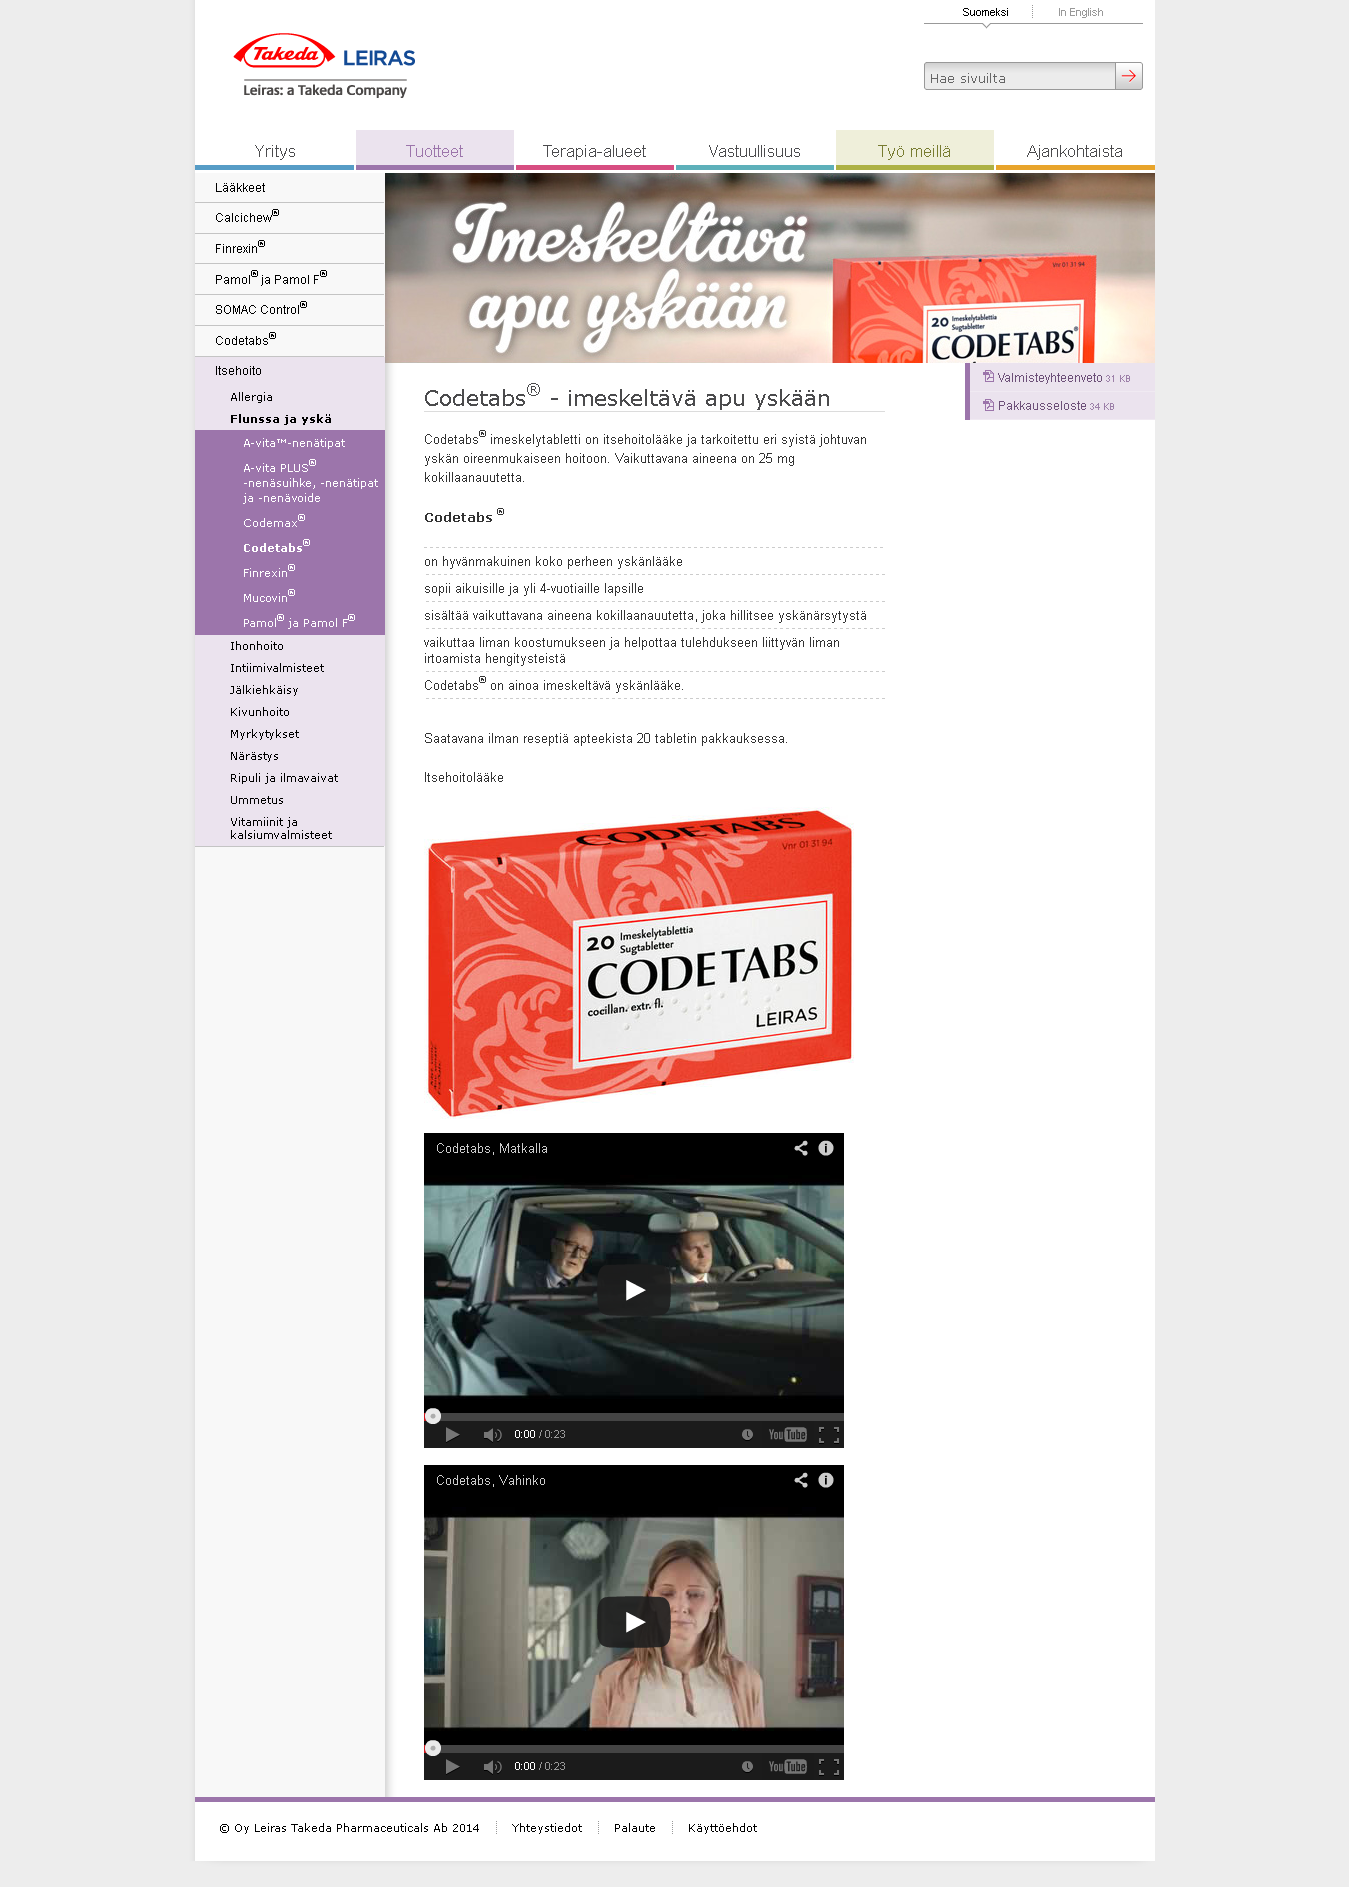 Suomeksi
In English
Takeda LEIRAS
Leiras: a Takeda Company
Hae sivuilta
Yritys
Tuotteet
Terapia-alueet
Vastuullisuus
Työ meillä
Ajankohtaista
Lääkkeet
Calcichew®
Finrexin®
Pamol® ja Pamol F®
SOMAC Control®
Codetabs®
Itsehoito
Allergia
Flunssa ja yskä
A-vita™-nenätipat
A-vita PLUS®
-nenäsuihke, -nenätipat
ja -nenävoide
Codemax®
Codetabs®
Finrexin®
Mucovin®
Pamol® ja Pamol F®
Ihonhoito
Intiimivalmisteet
Jälkiehkäisy
Kivunhoito
Myrkytykset
Närästys
Ripuli ja ilmavaivat
Ummetus
Vitamiinit ja
kalsiumvalmisteet
Imeskeltävä
apu yskään
Vnr 01 31 94
20 Imeskelytablettia
Sugtabletter
CODETABS®
Valmisteyhteenveto 31 KB
Pakkausseloste 34 KB
Codetabs® - imeskeltävä apu yskään
Codetabs® imeskelytabletti on itsehoitolääke ja tarkoitettu eri syistä johtuvan
yskän oireenmukaiseen hoitoon. Vaikuttavana aineena on 25 mg
kokillaanauutetta.
Codetabs ®
on hyvänmakuinen koko perheen yskänlääke
sopii aikuisille ja yli 4-vuotiaille lapsille
sisältää vaikuttavana aineena kokillaanauutetta, joka hillitsee yskänärsytystä
vaikuttaa liman koostumukseen ja helpottaa tulehdukseen liittyvän liman
irtoamista hengitysteistä
Codetabs® on ainoa imeskeltävä yskänlääke.
Saatavana ilman reseptiä apteekista 20 tabletin pakkauksessa.
Itsehoitolääke
CODETABS
Vnr 01 31 94
20 Imeskelytablettia
Sugtabletter
CODETABS
cocillan. extr. fl.
LEIRAS
Codetabs, Matkalla
0:00 / 0:23
YouTube
Codetabs, Vahinko
0:00 / 0:23
YouTube
© Oy Leiras Takeda Pharmaceuticals Ab 2014
Yhteystiedot
Palaute
Käyttöehdot